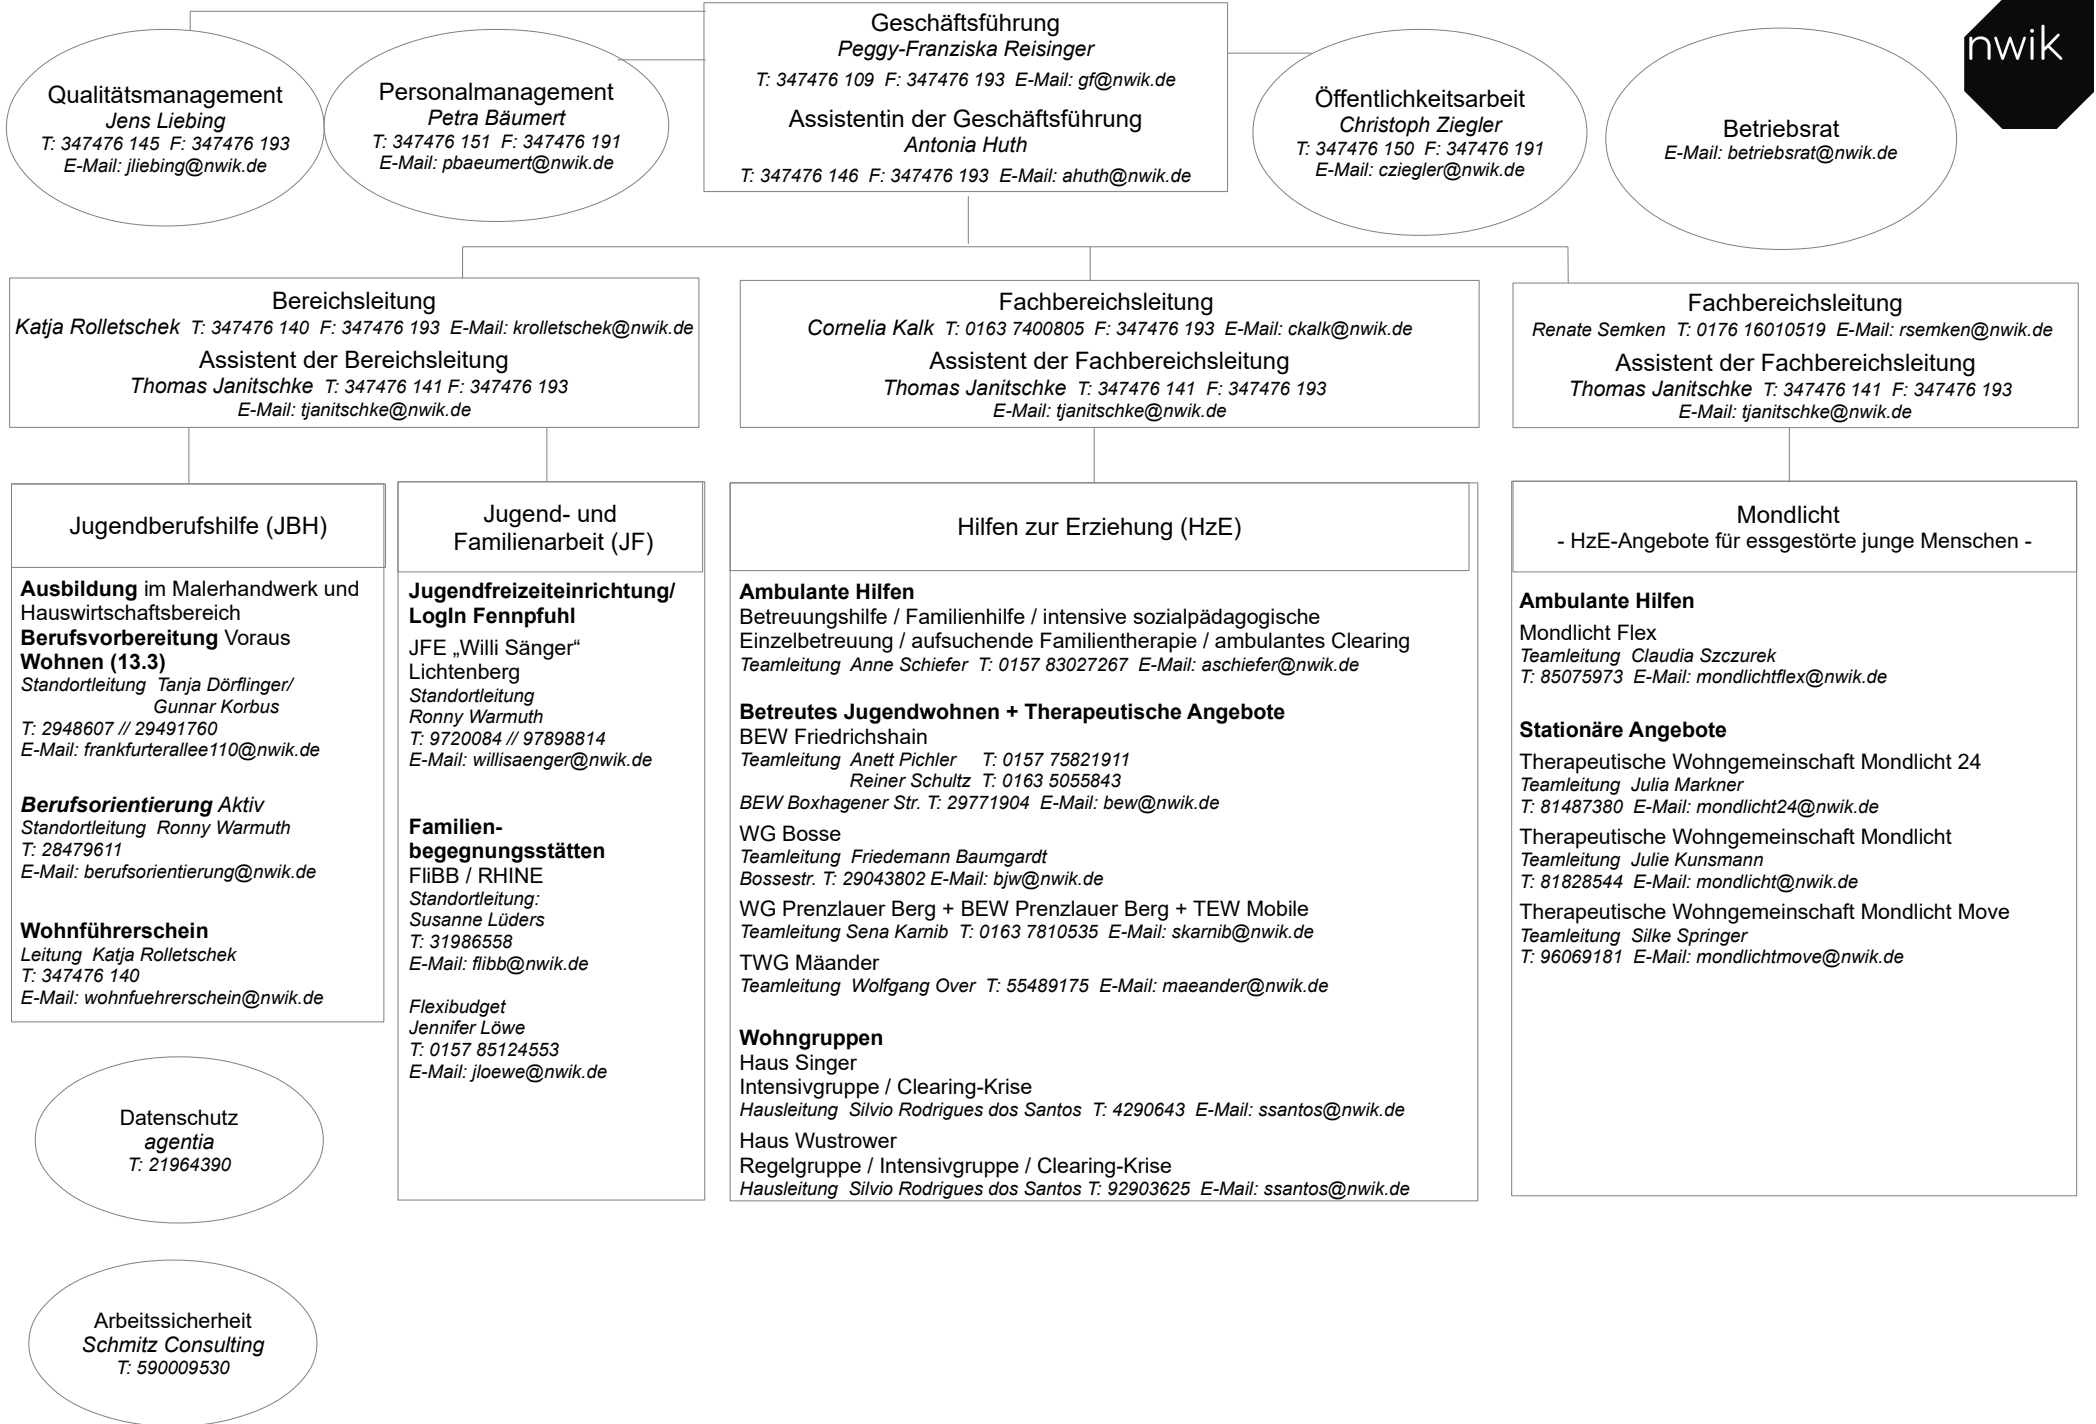 Geschäftsführung
Peggy-Franziska Reisinger
T: 347476 109 F: 347476 193 E-Mail: gf@nwik.de
Assistentin der Geschäftsführung
Antonia Huth
T: 347476 146 F: 347476 193 E-Mail: ahuth@nwik.de
Qualitätsmanagement
Jens Liebing
T: 347476 145 F: 347476 193
E-Mail: jliebing@nwik.de
Personalmanagement
Petra Bäumert
T: 347476 151 F: 347476 191
E-Mail: pbaeumert@nwik.de
Öffentlichkeitsarbeit
Christoph Ziegler
T: 347476 150 F: 347476 191
E-Mail: cziegler@nwik.de
Betriebsrat
E-Mail: betriebsrat@nwik.de
nwik
Bereichsleitung
Katja Rolletschek T: 347476 140 F: 347476 193 E-Mail: krolletschek@nwik.de
Assistent der Bereichsleitung
Thomas Janitschke T: 347476 141 F: 347476 193
E-Mail: tjanitschke@nwik.de
Fachbereichsleitung
Cornelia Kalk T: 0163 7400805 F: 347476 193 E-Mail: ckalk@nwik.de
Assistent der Fachbereichsleitung
Thomas Janitschke T: 347476 141 F: 347476 193
E-Mail: tjanitschke@nwik.de
Fachbereichsleitung
Renate Semken T: 0176 16010519 E-Mail: rsemken@nwik.de
Assistent der Fachbereichsleitung
Thomas Janitschke T: 347476 141 F: 347476 193
E-Mail: tjanitschke@nwik.de
Jugendberufshilfe (JBH)
Ausbildung im Malerhandwerk und
Hauswirtschaftsbereich
Berufsvorbereitung Voraus
Wohnen (13.3)
Standortleitung Tanja Dörflinger/
Gunnar Korbus
T: 2948607 // 29491760
E-Mail: frankfurterallee110@nwik.de
Berufsorientierung Aktiv
Standortleitung Ronny Warmuth
T: 28479611
E-Mail: berufsorientierung@nwik.de
Wohnführerschein
Leitung Katja Rolletschek
T: 347476 140
E-Mail: wohnfuehrerschein@nwik.de
Jugend- und
Familienarbeit (JF)
Jugendfreizeiteinrichtung/
LogIn Fennpfuhl
JFE „Willi Sänger“
Lichtenberg
Standortleitung
Ronny Warmuth
T: 9720084 // 97898814
E-Mail: willisaenger@nwik.de
Familien-
begegnungsstätten
FliBB / RHINE
Standortleitung:
Susanne Lüders
T: 31986558
E-Mail: flibb@nwik.de
Flexibudget
Jennifer Löwe
T: 0157 85124553
E-Mail: jloewe@nwik.de
Hilfen zur Erziehung (HzE)
Ambulante Hilfen
Betreuungshilfe / Familienhilfe / intensive sozialpädagogische
Einzelbetreuung / aufsuchende Familientherapie / ambulantes Clearing
Teamleitung Anne Schiefer T: 0157 83027267 E-Mail: aschiefer@nwik.de
Betreutes Jugendwohnen + Therapeutische Angebote
BEW Friedrichshain
Teamleitung Anett Pichler T: 0157 75821911
Reiner Schultz T: 0163 5055843
BEW Boxhagener Str. T: 29771904 E-Mail: bew@nwik.de
WG Bosse
Teamleitung Friedemann Baumgardt
Bossestr. T: 29043802 E-Mail: bjw@nwik.de
WG Prenzlauer Berg + BEW Prenzlauer Berg + TEW Mobile
Teamleitung Sena Karnib T: 0163 7810535 E-Mail: skarnib@nwik.de
TWG Mäander
Teamleitung Wolfgang Over T: 55489175 E-Mail: maeander@nwik.de
Wohngruppen
Haus Singer
Intensivgruppe / Clearing-Krise
Hausleitung Silvio Rodrigues dos Santos T: 4290643 E-Mail: ssantos@nwik.de
Haus Wustrower
Regelgruppe / Intensivgruppe / Clearing-Krise
Hausleitung Silvio Rodrigues dos Santos T: 92903625 E-Mail: ssantos@nwik.de
Mondlicht
- HzE-Angebote für essgestörte junge Menschen -
Ambulante Hilfen
Mondlicht Flex
Teamleitung Claudia Szczurek
T: 85075973 E-Mail: mondlichtflex@nwik.de
Stationäre Angebote
Therapeutische Wohngemeinschaft Mondlicht 24
Teamleitung Julia Markner
T: 81487380 E-Mail: mondlicht24@nwik.de
Therapeutische Wohngemeinschaft Mondlicht
Teamleitung Julie Kunsmann
T: 81828544 E-Mail: mondlicht@nwik.de
Therapeutische Wohngemeinschaft Mondlicht Move
Teamleitung Silke Springer
T: 96069181 E-Mail: mondlichtmove@nwik.de
Datenschutz
agentia
T: 21964390
Arbeitssicherheit
Schmitz Consulting
T: 590009530